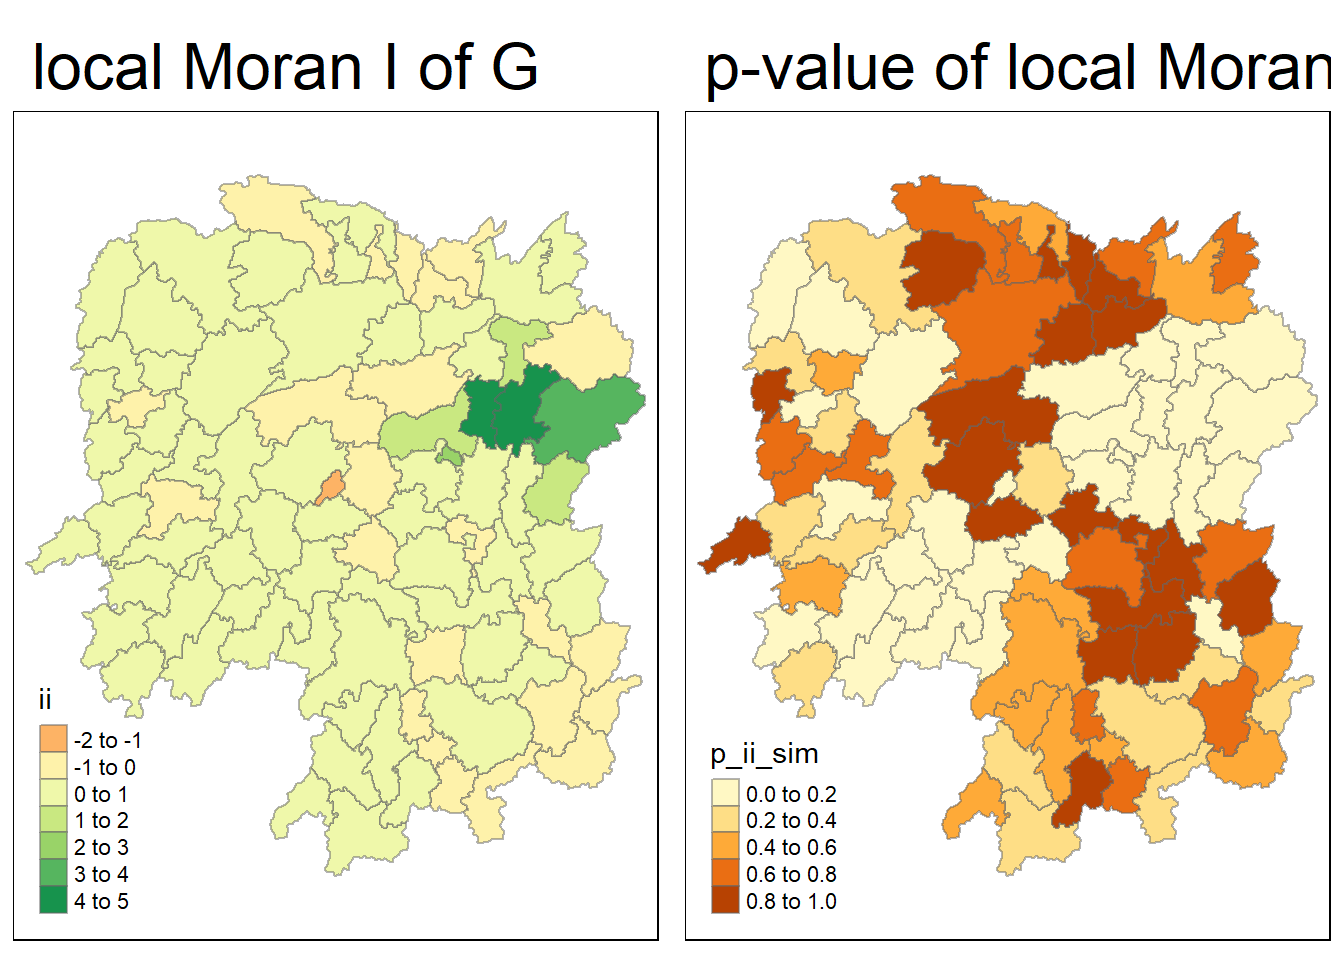 local Moran I of G
p-value of local Moran
ii
-2 to -1
-1 to 0
0 to 1
1 to 2
2 to 3
3 to 4
4 to 5
p_ii_sim
0.0 to 0.2
0.2 to 0.4
0.4 to 0.6
0.6 to 0.8
0.8 to 1.0